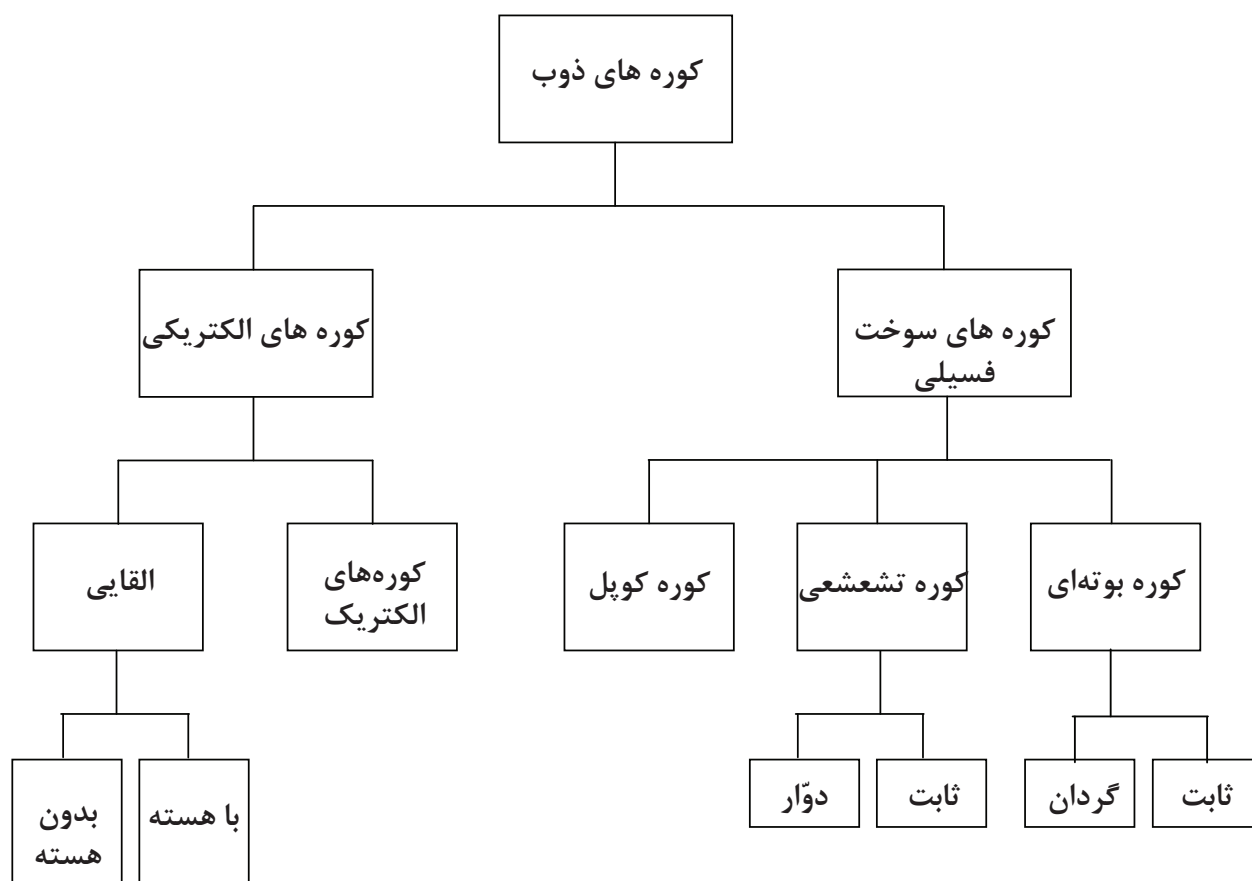 کوره های ذوب
کوره های سوخت
فسیلی
کوره های الکتریکی
کوره بوته‌ای
کوره تشعشعی
کوره کوپل
کوره‌های
الکتریک
القایی
ثابت
گردان
ثابت
دوّار
با هسته
بدون
هسته